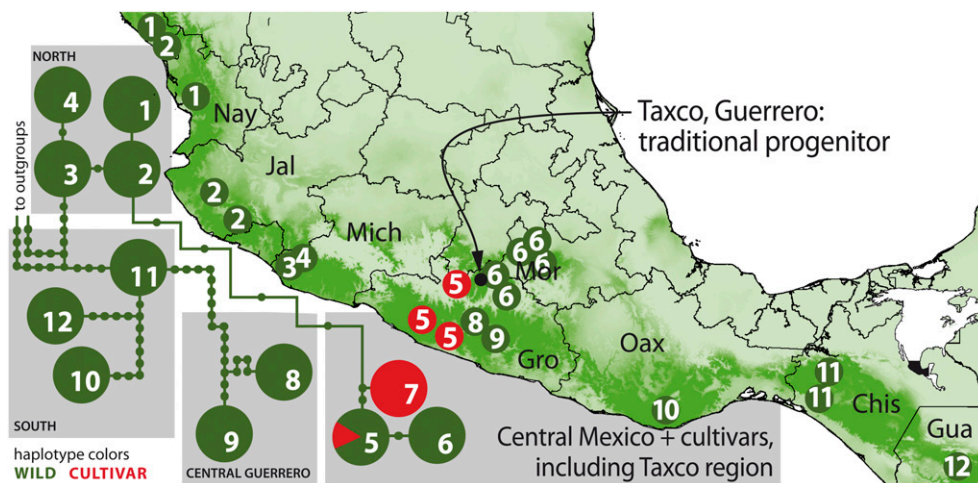 NORTH
4
1
3
2
to outgroups
11
12
10
SOUTH
8
9
CENTRAL GUERRERO
7
5
6
haplotype colors
WILD CULTIVAR
Central Mexico + cultivars,
including Taxco region
Taxco, Guerrero:
traditional progenitor
1
2
1
Nay
Jal
2
2
Mich
3
4
6
6
6
6
6
Mor
5
5
5
8
9
Gro
Oax
10
11
11
Chis
Gua
12